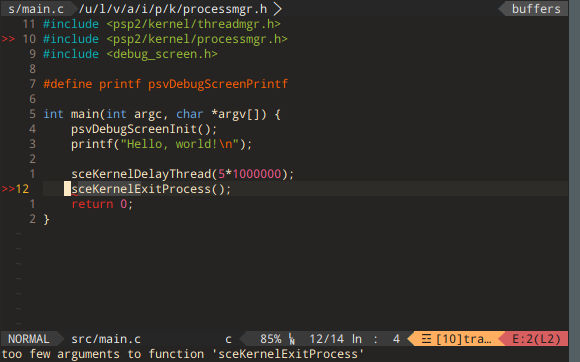 s/main.c /u/l/v/a/i/p/k/processmgr.h buffers
11 #include <psp2/kernel/threadmgr.h>
>> 10 #include <psp2/kernel/processmgr.h>
9 #include <debug_screen.h>
8
7 #define printf psvDebugScreenPrintf
6
5 int main(int argc, char *argv[]) {
4     psvDebugScreenInit();
3     printf("Hello, world!\n");
2
1     sceKernelDelayThread(5*1000000);
>>12     sceKernelExitProcess();
1     return 0;
2 }
~
~
~
~
~
~
~
NORMAL src/main.c c 85% 12/14 ln : 4 ☲ [10]tra… E:2(L2)
too few arguments to function 'sceKernelExitProcess'